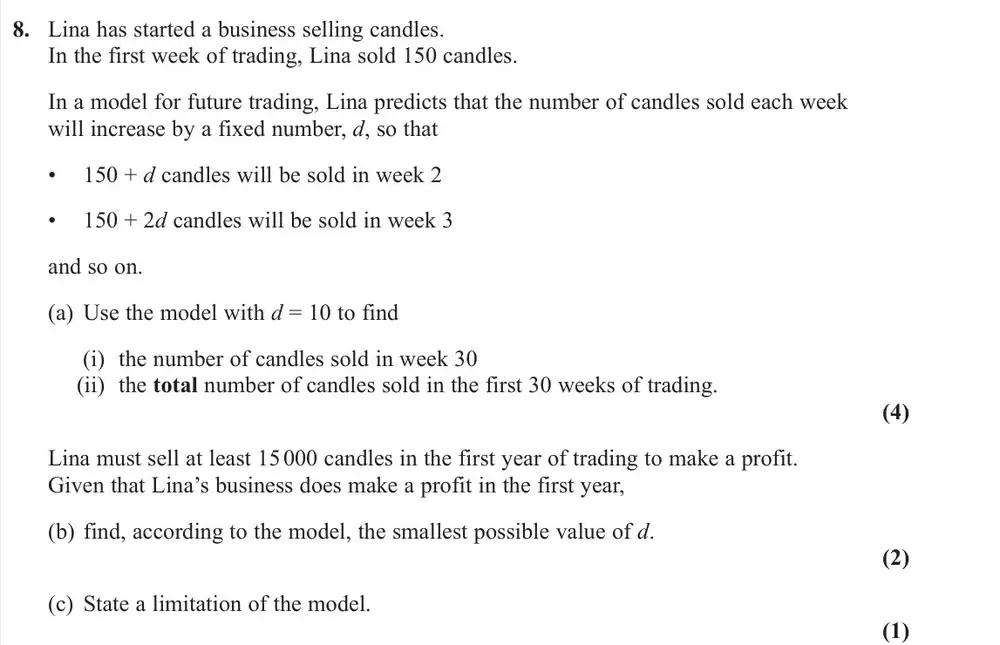 8. Lina has started a business selling candles.
In the first week of trading, Lina sold 150 candles.
In a model for future trading, Lina predicts that the number of candles sold each week
will increase by a fixed number, d, so that
• 150 + d candles will be sold in week 2
• 150 + 2d candles will be sold in week 3
and so on.
(a) Use the model with d = 10 to find
(i) the number of candles sold in week 30
(ii) the total number of candles sold in the first 30 weeks of trading.
(4)
Lina must sell at least 15 000 candles in the first year of trading to make a profit.
Given that Lina’s business does make a profit in the first year,
(b) find, according to the model, the smallest possible value of d.
(2)
(c) State a limitation of the model.
(1)